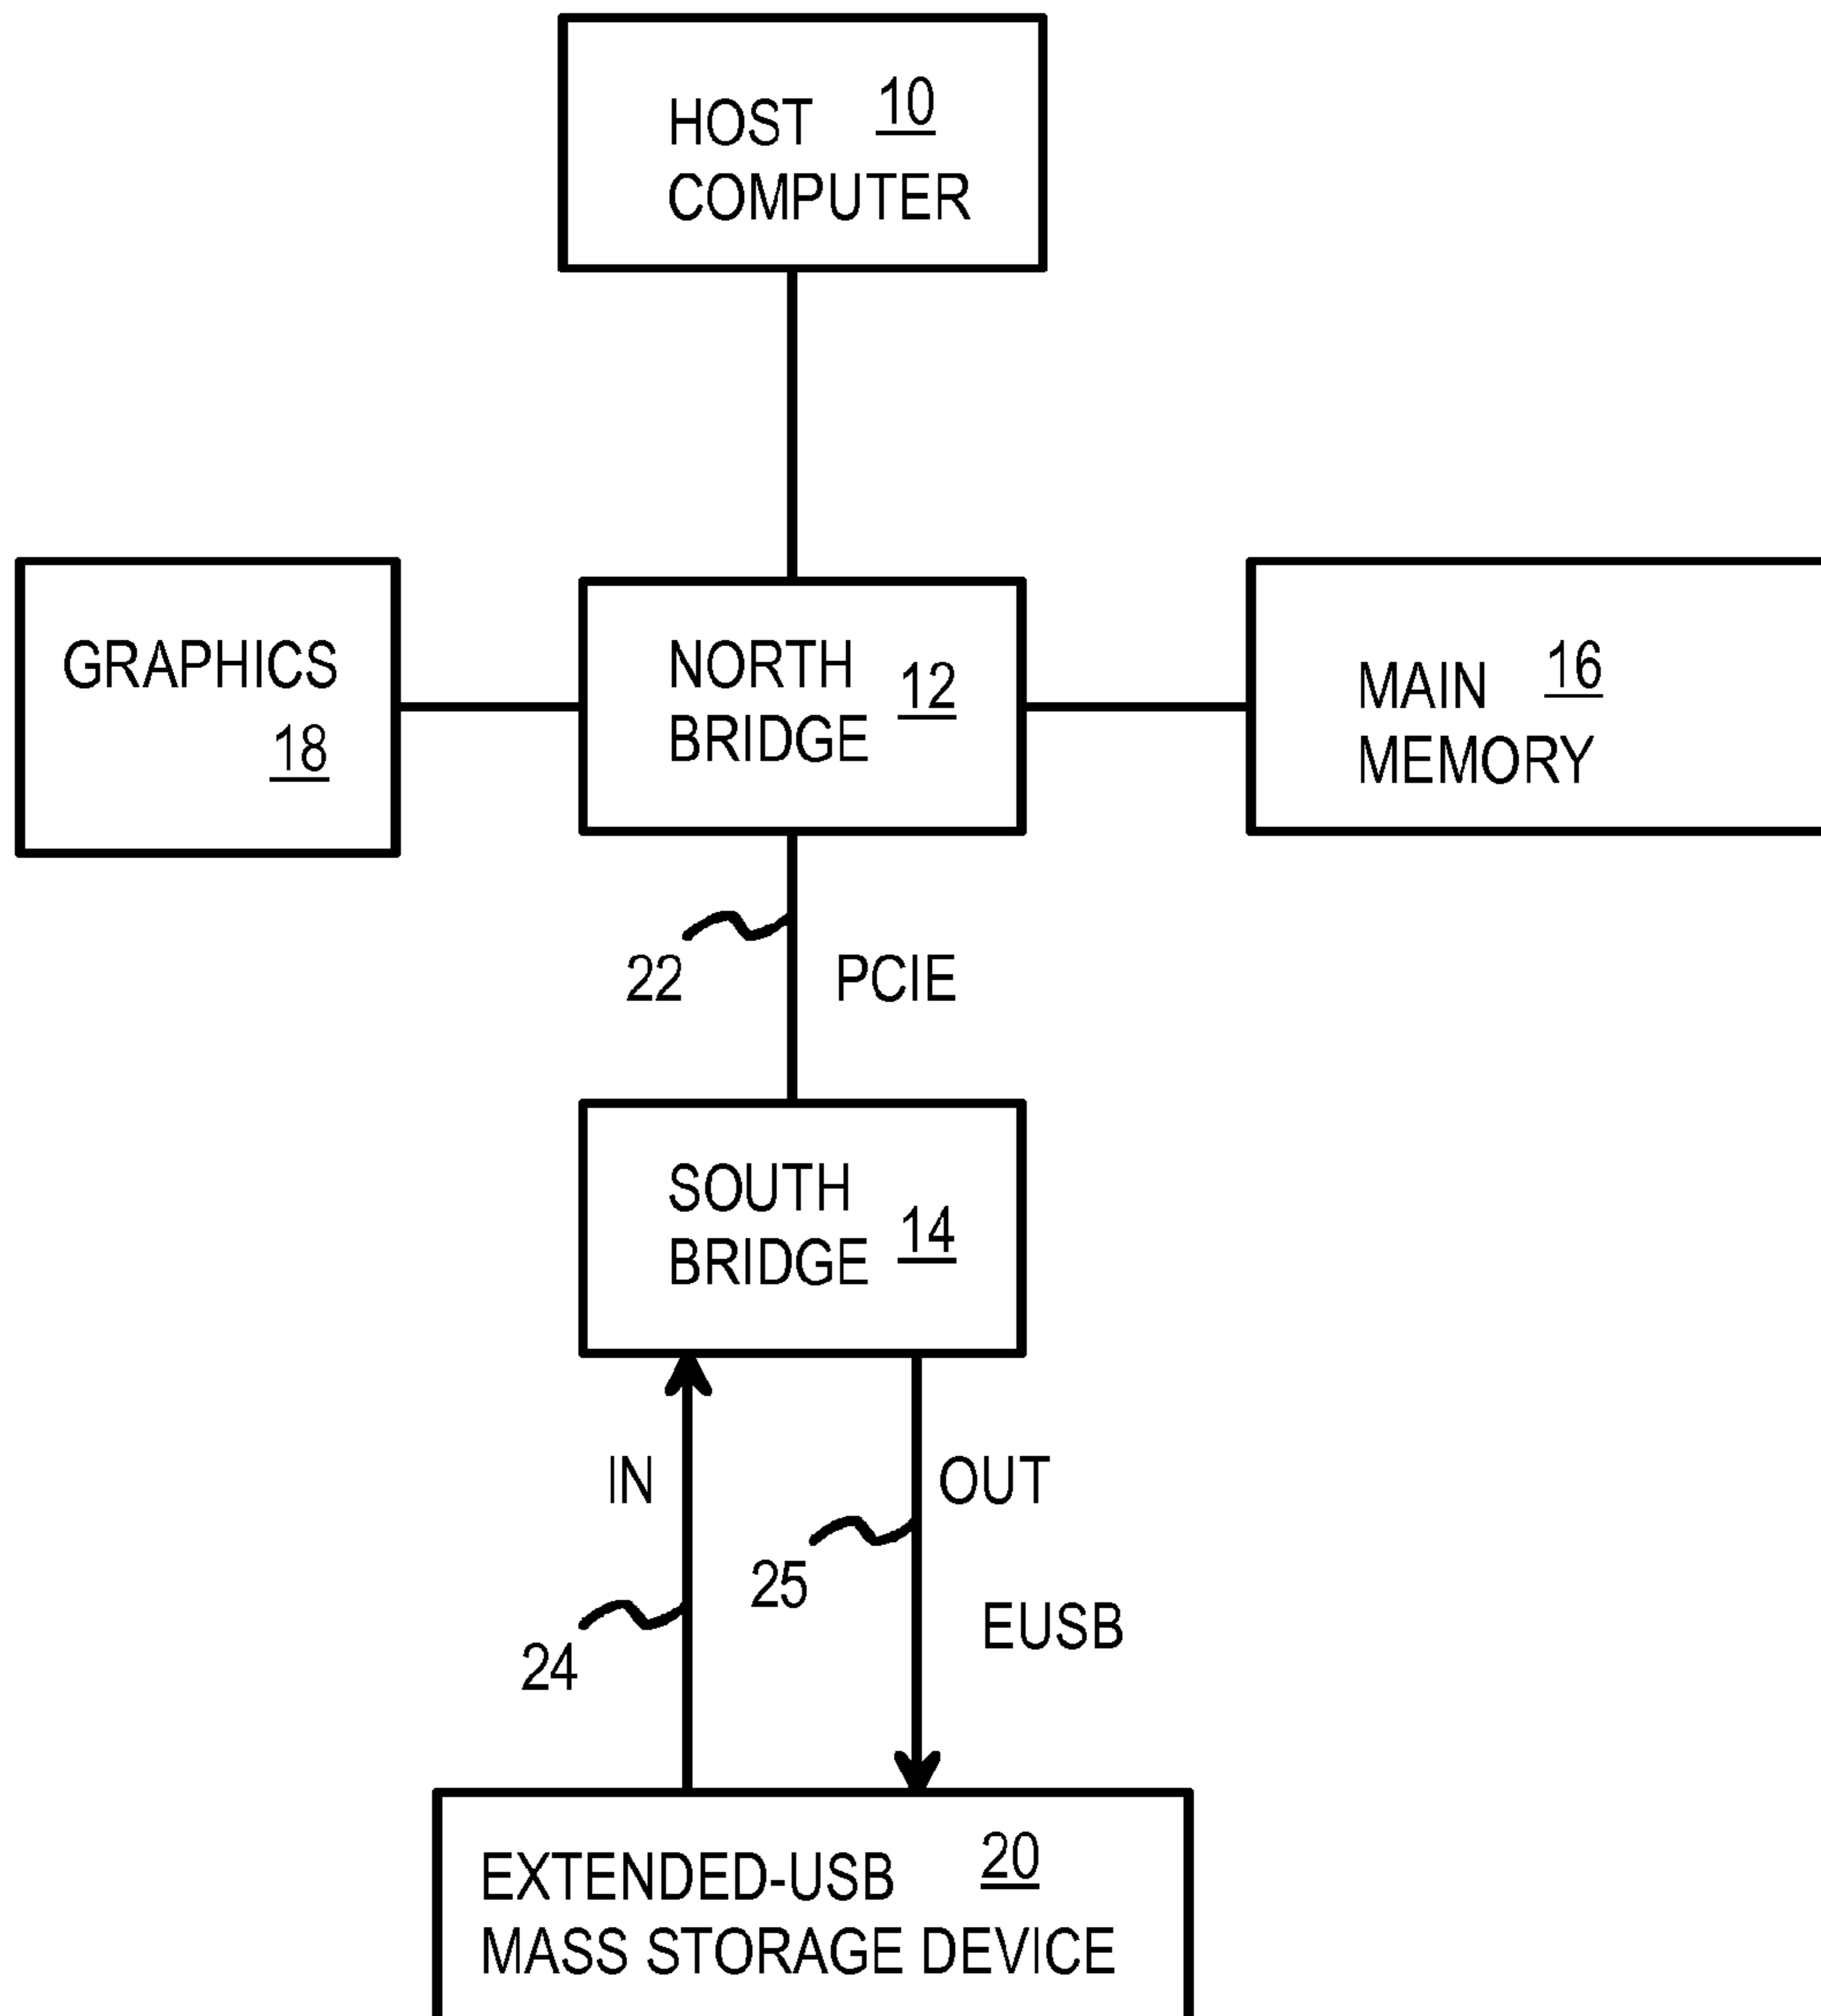 HOST 10
COMPUTER
GRAPHICS
18
NORTH
BRIDGE 12
MAIN 16
MEMORY
22 PCIE
SOUTH
BRIDGE 14
IN
OUT
25
EUSB
24
EXTENDED-USB 20
MASS STORAGE DEVICE